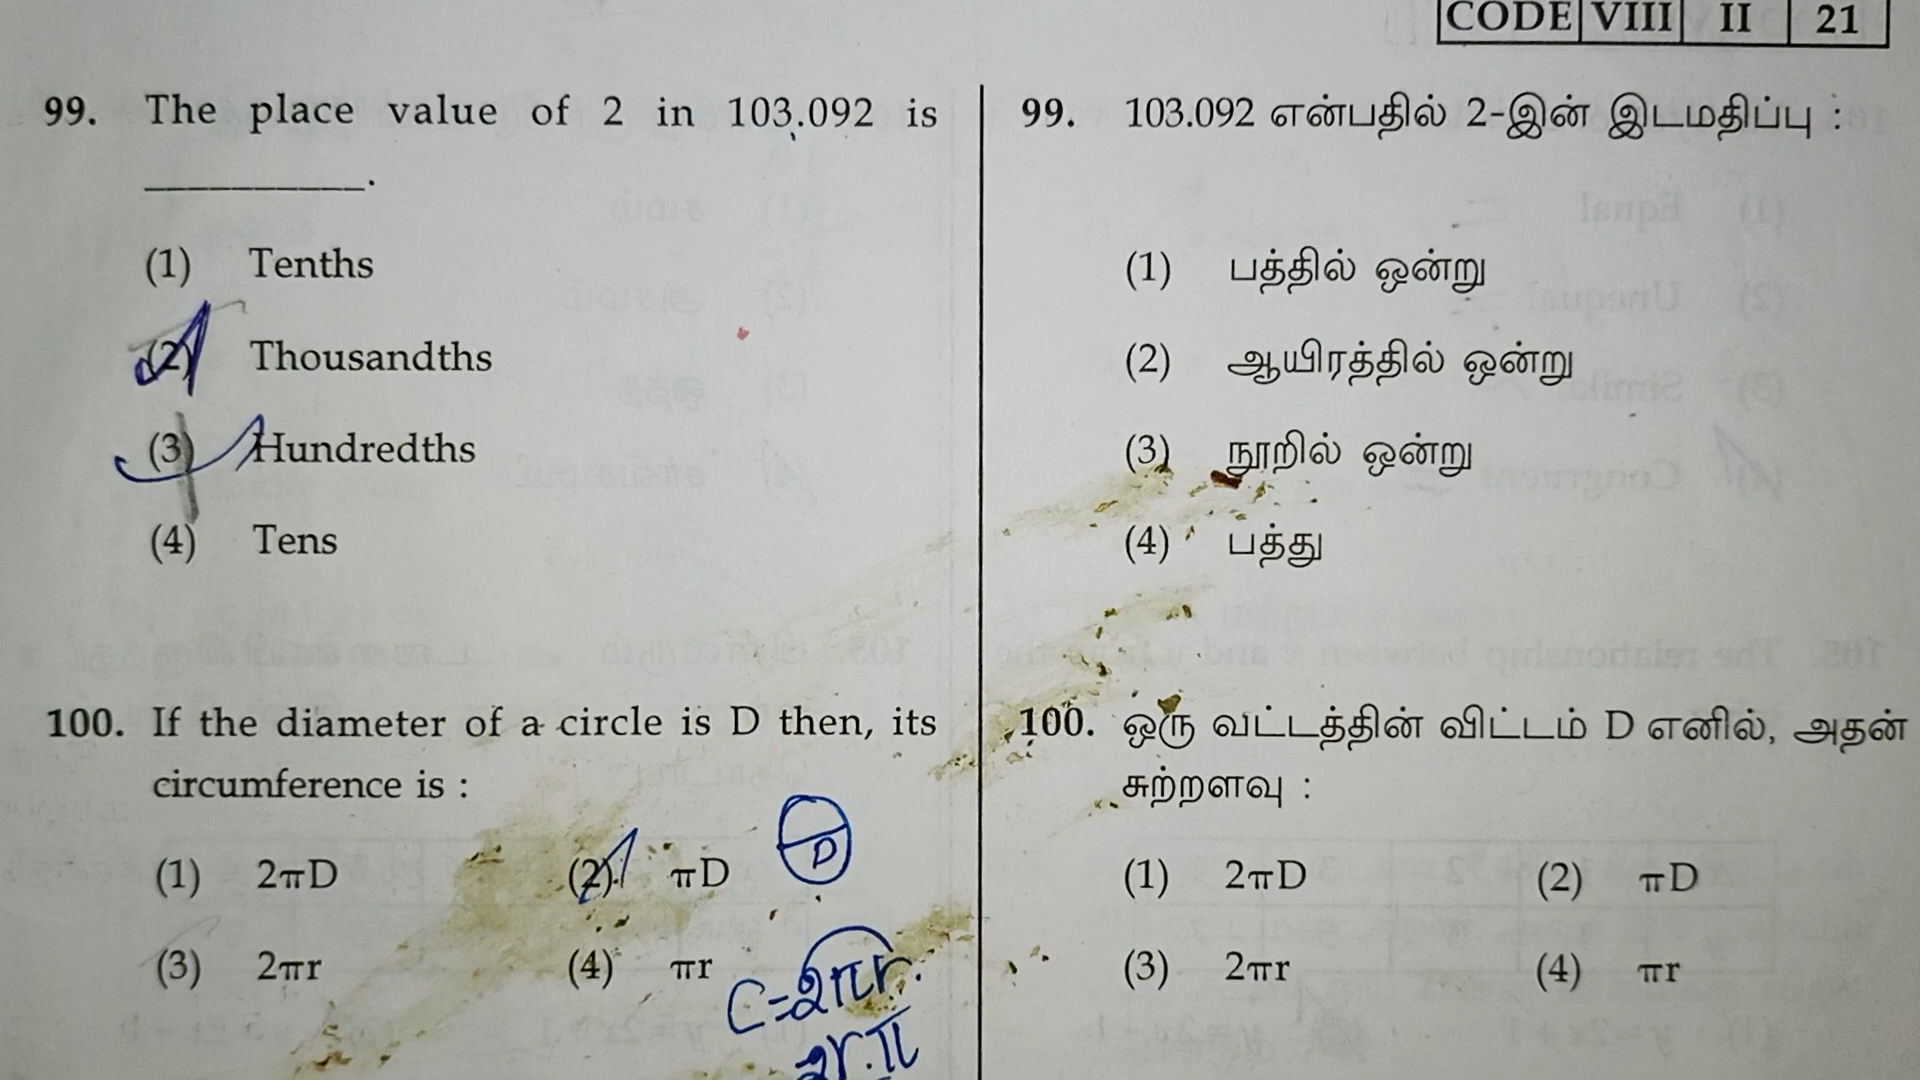 CODE VIII II 21
99. The place value of 2 in 103.092 is
__________.
(1) Tenths
(2) Thousandths
(3) Hundredths
(4) Tens
100. If the diameter of a circle is D then, its
circumference is :
(1) 2πD (2) πD
(3) 2πr (4) πr
D
C=2πr.
2r.π
99. 103.092 என்பதில் 2-இன் இடமதிப்பு :
(1) பத்தில் ஒன்று
(2) ஆயிரத்தில் ஒன்று
(3) நூறில் ஒன்று
(4) பத்து
100. ஒரு வட்டத்தின் விட்டம் D எனில், அதன்
சுற்றளவு :
(1) 2πD (2) πD
(3) 2πr (4) πr